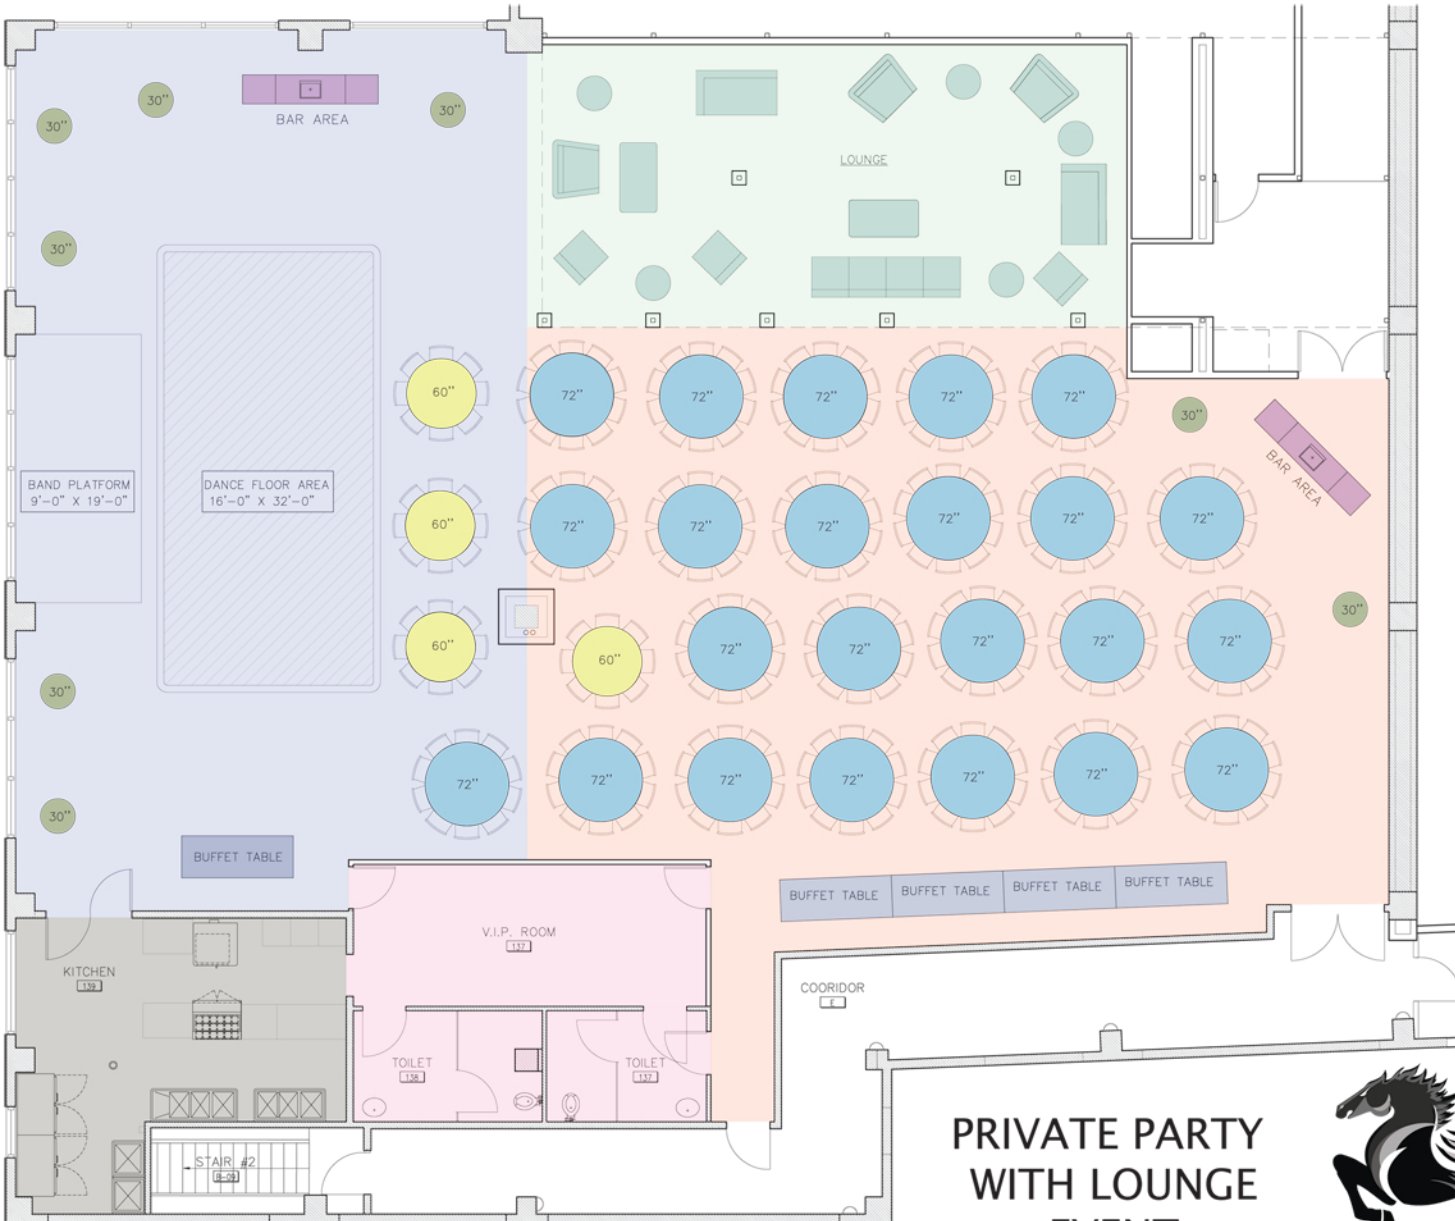 30"
30"
BAR AREA
30"
LOUNGE
30"
60"
72"
72"
72"
72"
72"
30"
BAR AREA
BAND PLATFORM
9'-0" X 19'-0"
DANCE FLOOR AREA
16'-0" X 32'-0"
60"
72"
72"
72"
72"
72"
72"
30"
60"
60"
72"
72"
72"
72"
72"
30"
72"
72"
72"
72"
72"
72"
72"
30"
BUFFET TABLE
BUFFET TABLE
BUFFET TABLE
BUFFET TABLE
BUFFET TABLE
V.I.P. ROOM
137
KITCHEN
139
COORIDOR
E
TOILET
138
TOILET
137
STAIR #2
R-09
PRIVATE PARTY
WITH LOUNGE
EVENT